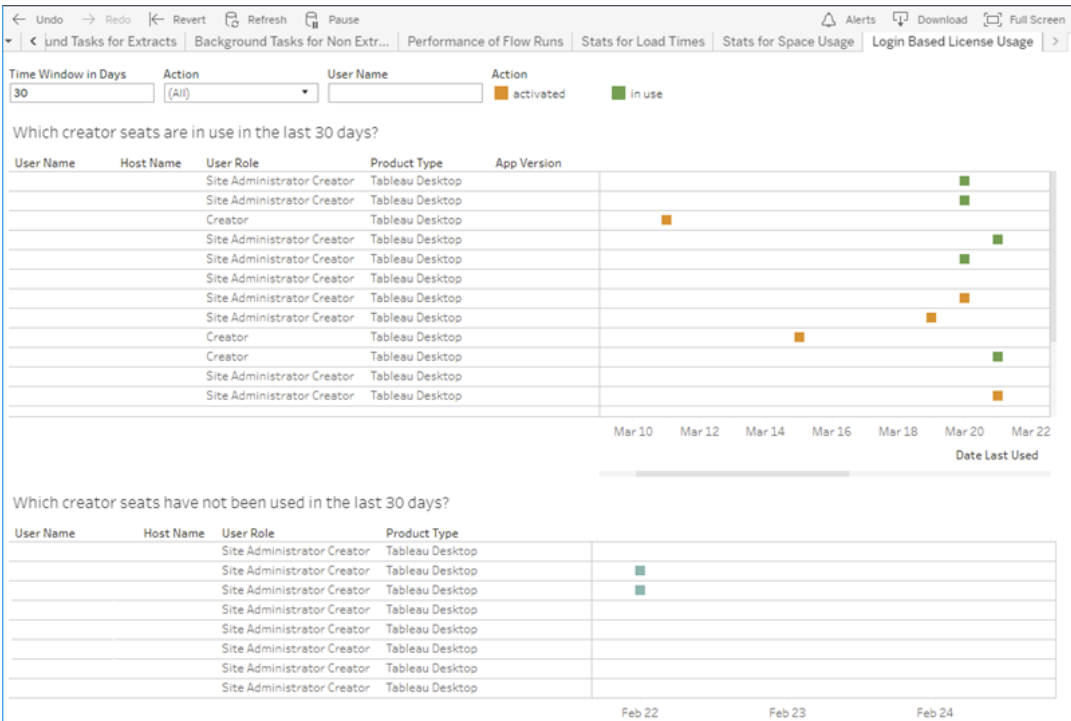 Undo Redo Revert Refresh Pause Alerts Download Full Screen
und Tasks for Extracts Background Tasks for Non Extr... Performance of Flow Runs Stats for Load Times Stats for Space Usage Login Based License Usage
Time Window in Days Action User Name Action
30 (All) activated in use
Which creator seats are in use in the last 30 days?
User Name Host Name User Role Product Type App Version
Site Administrator Creator Tableau Desktop
Site Administrator Creator Tableau Desktop
Creator Tableau Desktop
Site Administrator Creator Tableau Desktop
Site Administrator Creator Tableau Desktop
Site Administrator Creator Tableau Desktop
Site Administrator Creator Tableau Desktop
Site Administrator Creator Tableau Desktop
Creator Tableau Desktop
Creator Tableau Desktop
Site Administrator Creator Tableau Desktop
Site Administrator Creator Tableau Desktop
Mar 10 Mar 12 Mar 14 Mar 16 Mar 18 Mar 20 Mar 22
Date Last Used
Which creator seats have not been used in the last 30 days?
User Name Host Name User Role Product Type
Site Administrator Creator Tableau Desktop
Site Administrator Creator Tableau Desktop
Site Administrator Creator Tableau Desktop
Site Administrator Creator Tableau Desktop
Site Administrator Creator Tableau Desktop
Site Administrator Creator Tableau Desktop
Site Administrator Creator Tableau Desktop
Site Administrator Creator Tableau Desktop
Feb 22 Feb 23 Feb 24